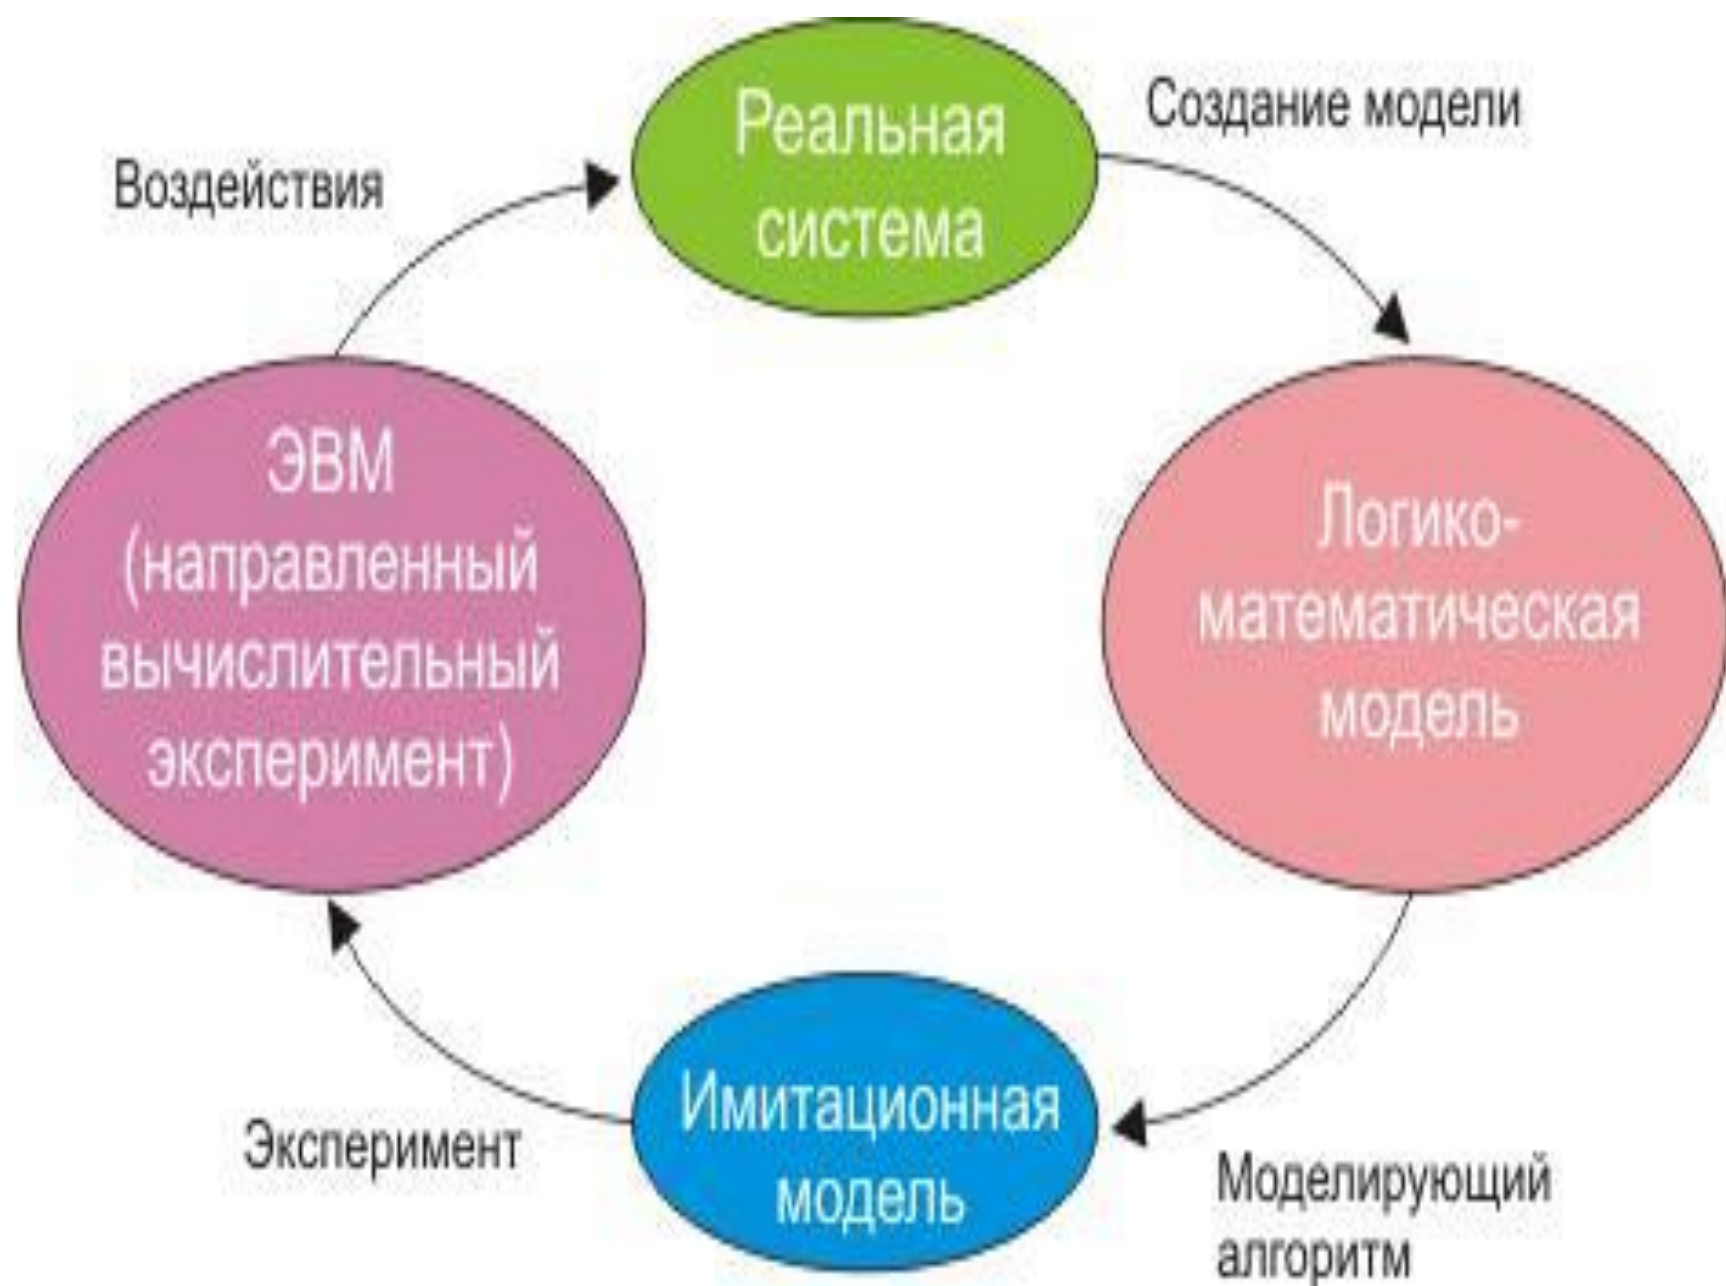 Реальная
система
Создание модели
Логико-
математическая
модель
Моделирующий
алгоритм
Имитационная
модель
Эксперимент
ЭВМ
(направленный
вычислительный
эксперимент)
Воздействия